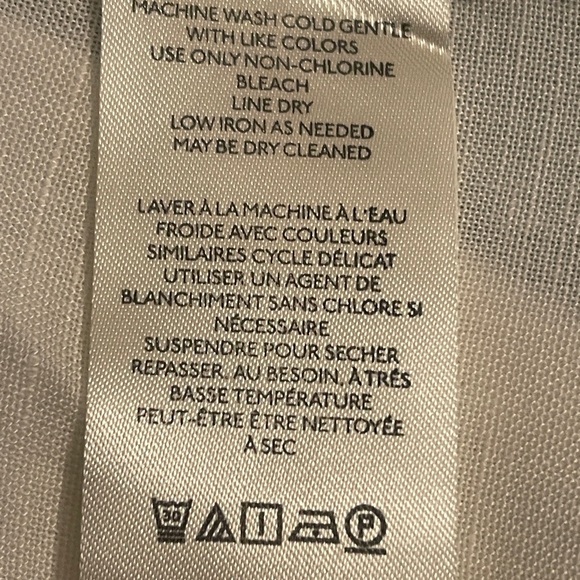 MACHINE WASH COLD GENTLE
WITH LIKE COLORS
USE ONLY NON-CHLORINE
BLEACH
LINE DRY
LOW IRON AS NEEDED
MAY BE DRY CLEANED
LAVER À LA MACHINE À L'EAU
FROIDE AVEC COULEURS
SIMILAIRES CYCLE DÉLICAT
UTILISER UN AGENT DE
BLANCHIMENT SANS CHLORE SI
NÉCESSAIRE
SUSPENDRE POUR SECHER
REPASSER, AU BESOIN, À TRÉS
BASSE TEMPÉRATURE
PEUT-ÊTRE ÊTRE NETTOYÉE
À SEC
30 P